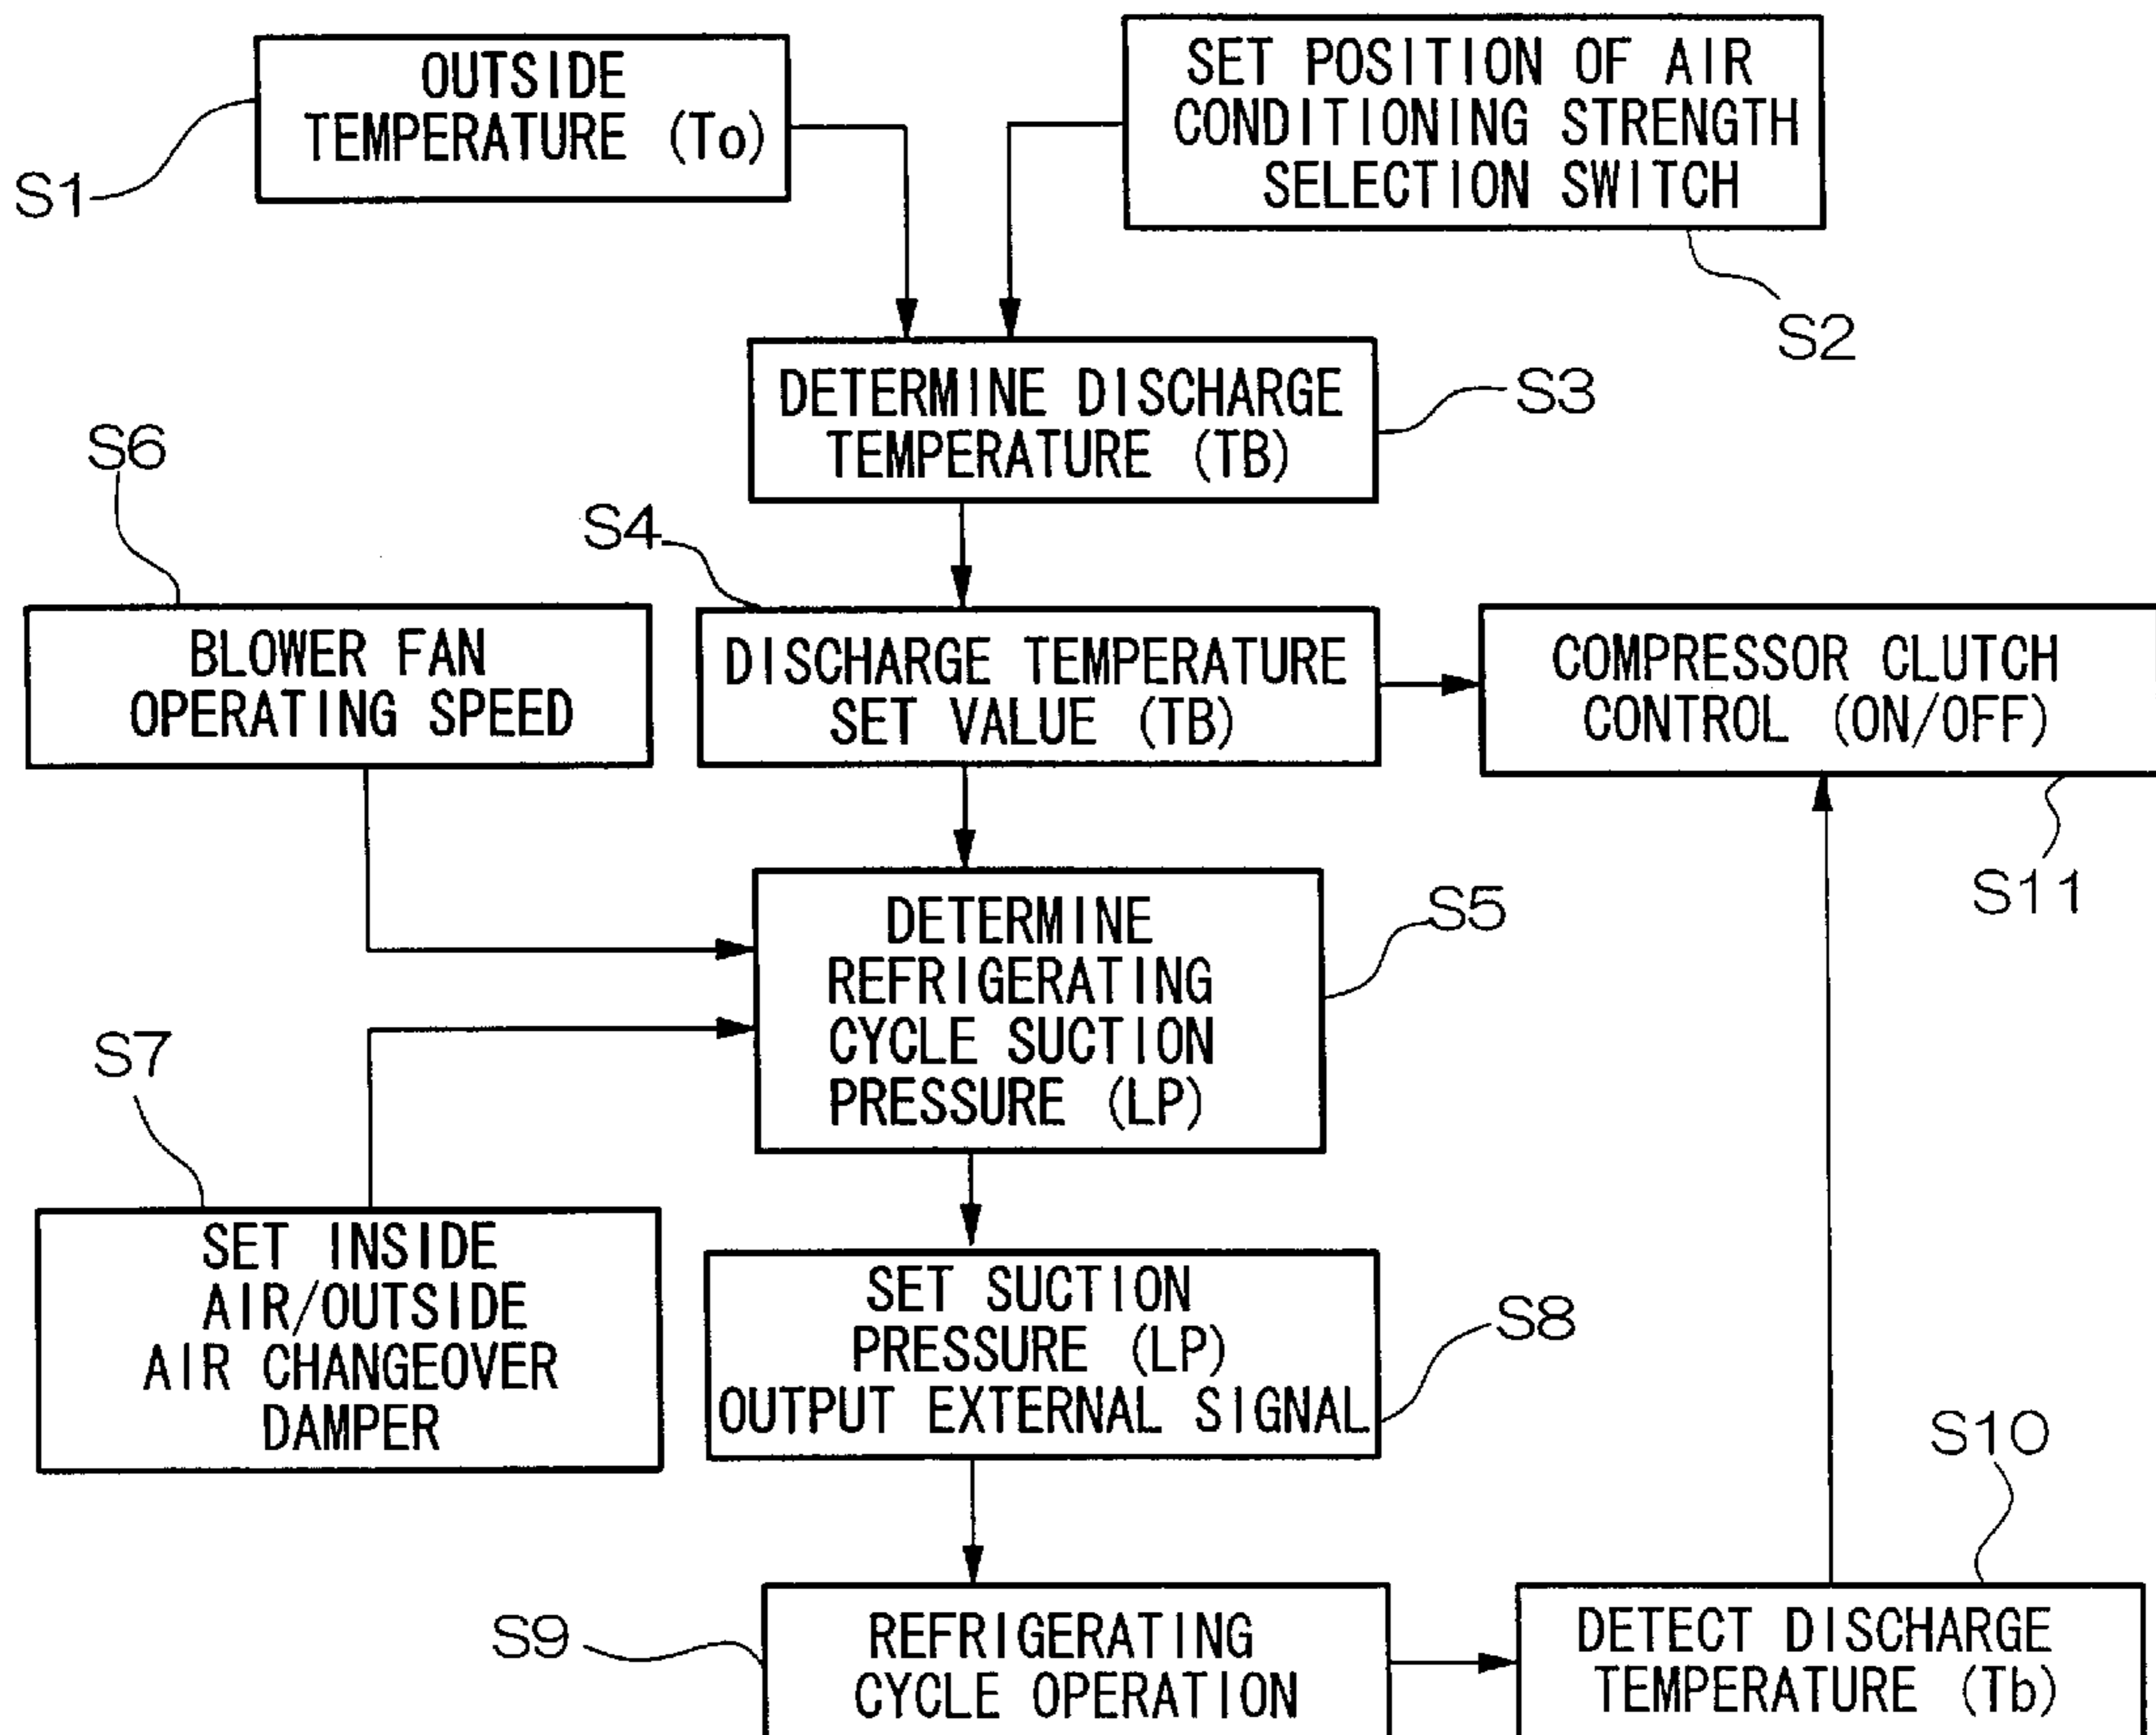 OUTSIDE
TEMPERATURE (To)
S1
SET POSITION OF AIR
CONDITIONING STRENGTH
SELECTION SWITCH
S2
DETERMINE DISCHARGE
TEMPERATURE (TB)
S3
S6
BLOWER FAN
OPERATING SPEED
S4
DISCHARGE TEMPERATURE
SET VALUE (TB)
COMPRESSOR CLUTCH
CONTROL (ON/OFF)
S11
DETERMINE
REFRIGERATING
CYCLE SUCTION
PRESSURE (LP)
S5
S7
SET INSIDE
AIR/OUTSIDE
AIR CHANGEOVER
DAMPER
SET SUCTION
PRESSURE (LP)
OUTPUT EXTERNAL SIGNAL
S8
S9
REFRIGERATING
CYCLE OPERATION
S10
DETECT DISCHARGE
TEMPERATURE (Tb)